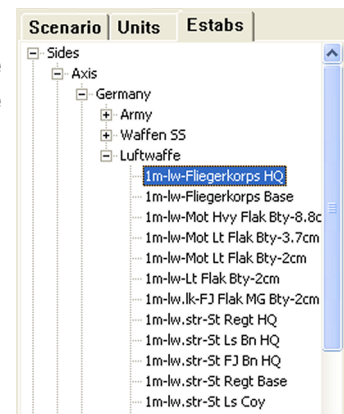 Scenario Units Estabs
Sides
Axis
Germany
Army
Waffen SS
Luftwaffe
1m-lw-Fliegerkorps HQ
1m-lw-Fliegerkorps Base
1m-lw-Mot Hvy Flak Bty-8.8c
1m-lw-Mot Lt Flak Bty-3.7cm
1m-lw-Mot Lt Flak Bty-2cm
1m-lw-Lt Flak Bty-2cm
1m-lw.lk-FJ Flak MG Bty-2cm
1m-lw.str-St Regt HQ
1m-lw.str-St Ls Bn HQ
1m-lw.str-St FJ Bn HQ
1m-lw.str-St Regt Base
1m-lw.str-St Ls Coy